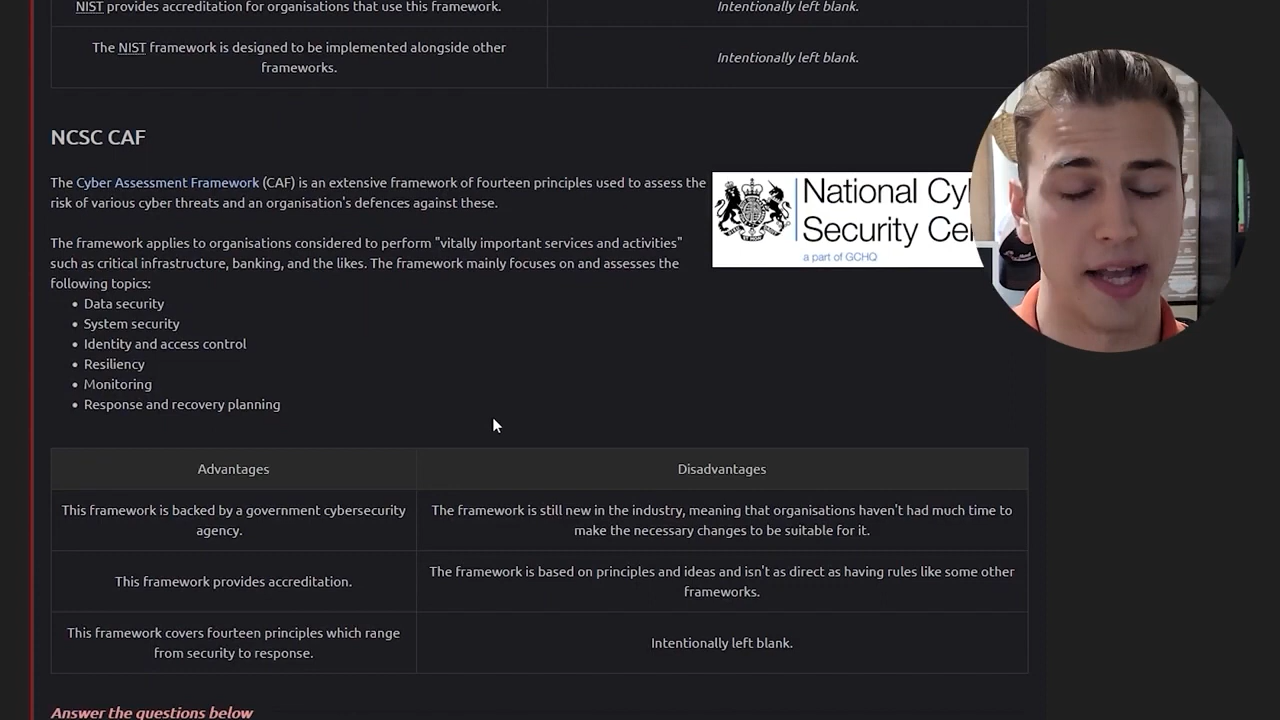 NIST provides accreditation for organisations that use this framework.
Intentionally left blank.
The NIST framework is designed to be implemented alongside other
frameworks.
Intentionally left blank.
NCSC CAF
The Cyber Assessment Framework (CAF) is an extensive framework of fourteen principles used to assess the
risk of various cyber threats and an organisation's defences against these.
National Cy
Security Ce
a part of GCHQ
The framework applies to organisations considered to perform "vitally important services and activities"
such as critical infrastructure, banking, and the likes. The framework mainly focuses on and assesses the
following topics:
• Data security
• System security
• Identity and access control
• Resiliency
• Monitoring
• Response and recovery planning
Advantages
Disadvantages
This framework is backed by a government cybersecurity
agency.
The framework is still new in the industry, meaning that organisations haven't had much time to
make the necessary changes to be suitable for it.
This framework provides accreditation.
The framework is based on principles and ideas and isn't as direct as having rules like some other
frameworks.
This framework covers fourteen principles which range
from security to response.
Intentionally left blank.
Answer the questions below